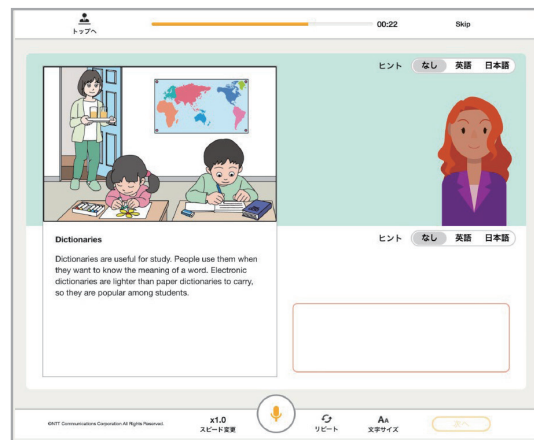 00:22
Skip
トップへ
ヒント なし 英語 日本語
Dictionaries
Dictionaries are useful for study. People use them when
they want to know the meaning of a word. Electronic
dictionaries are lighter than paper dictionaries to carry,
so they are popular among students.
ヒント なし 英語 日本語
©NTT Communications Corporation All Rights Reserved.
x1.0
スピード変更
リピート
AA
文字サイズ
次へ